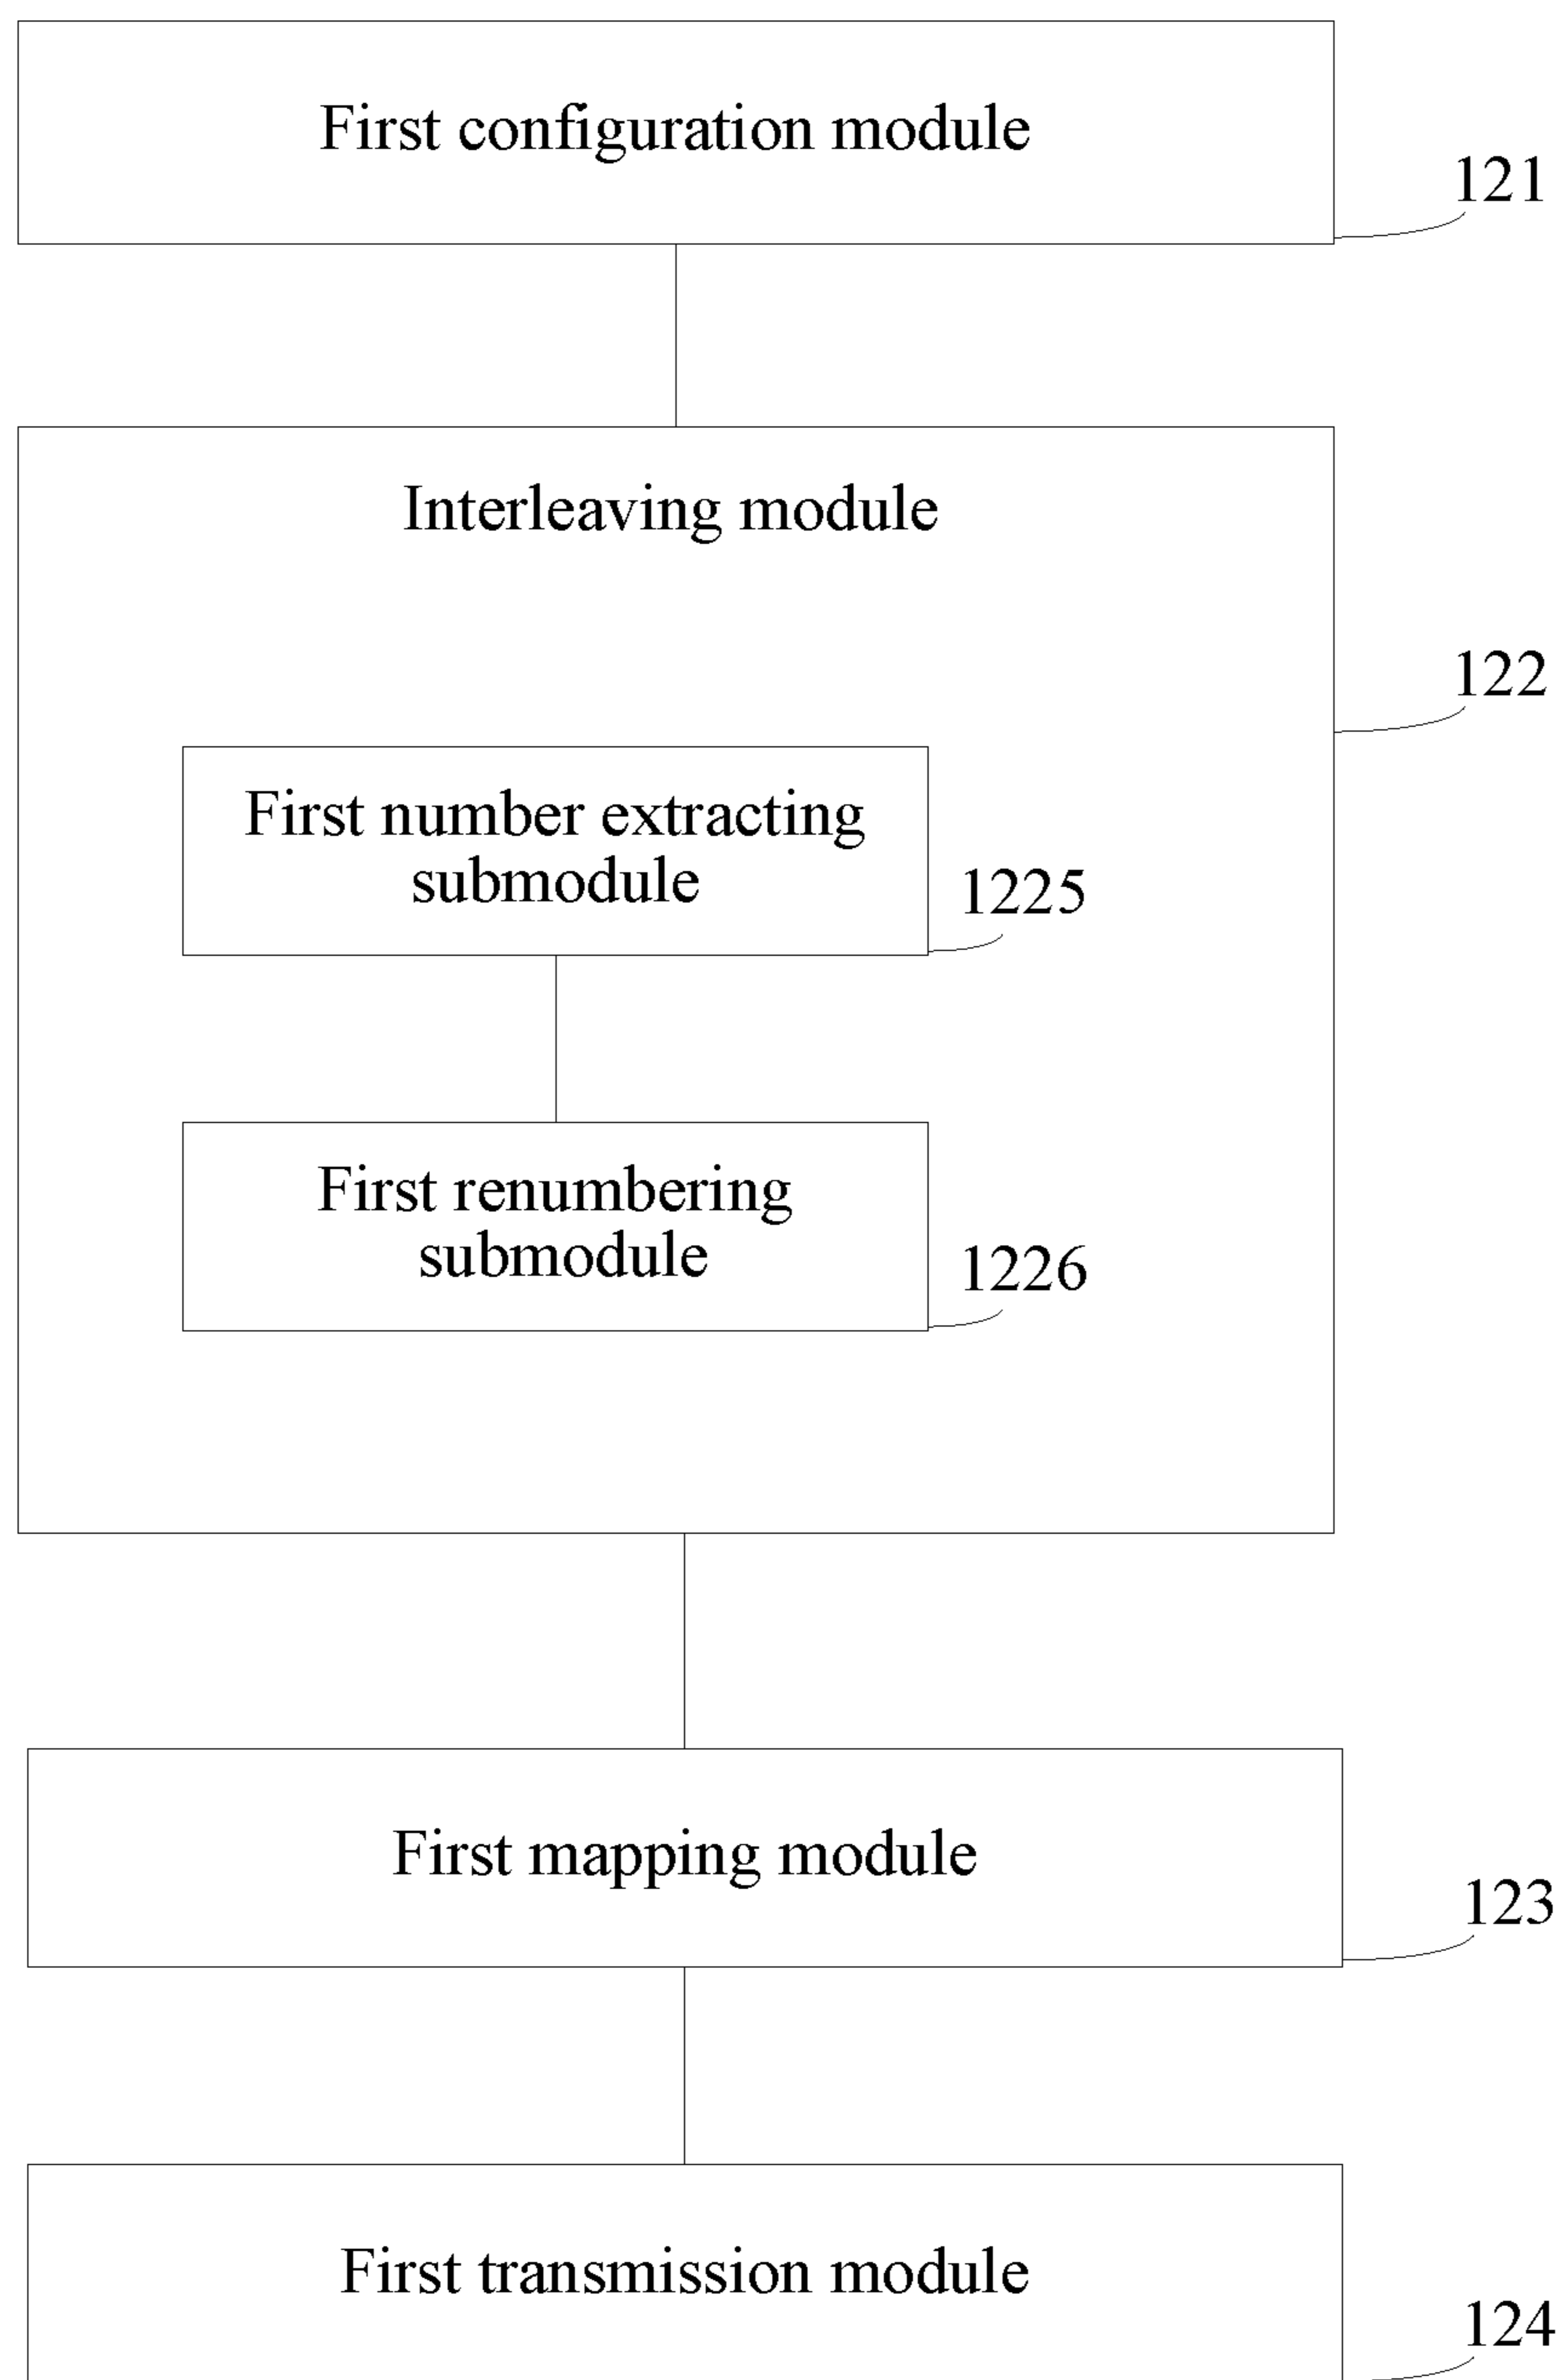 First configuration module
121
Interleaving module
122
First number extracting
submodule
1225
First renumbering
submodule
1226
First mapping module
123
First transmission module
124